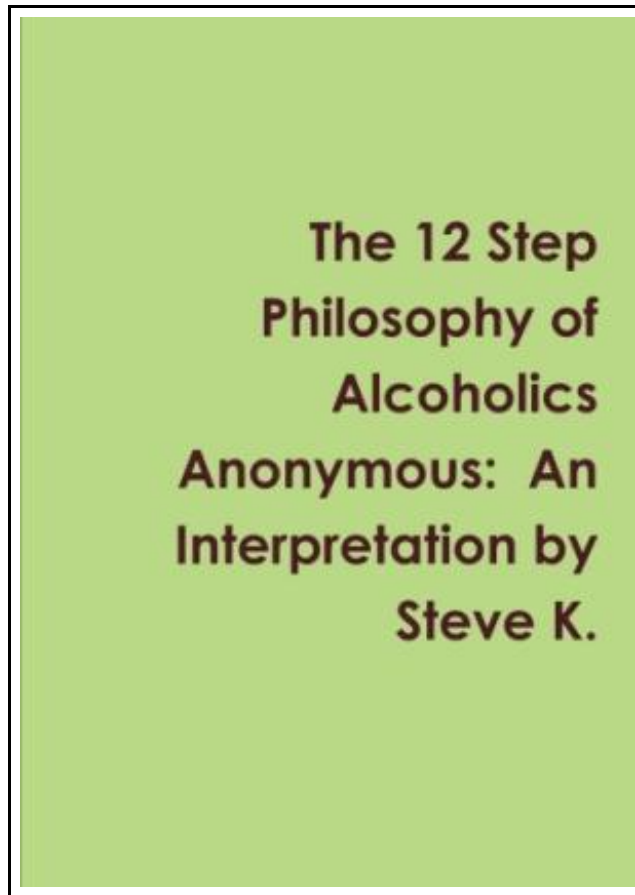 The 12 Step
Philosophy of
Alcoholics
Anonymous:  An
Interpretation by
Steve K.